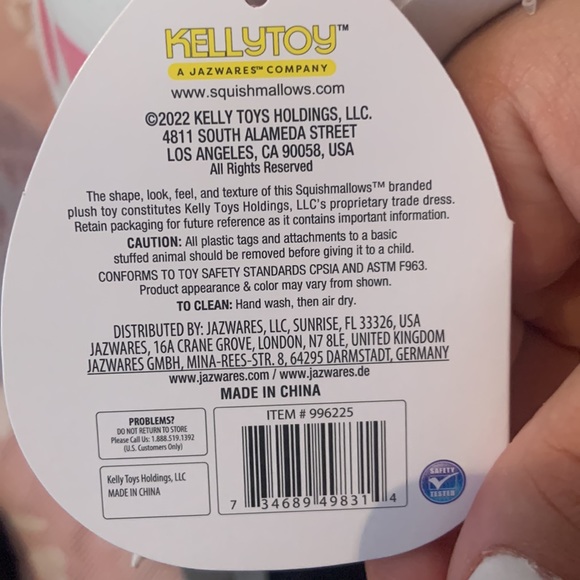 KELLYTOY™
A JAZWARES™ COMPANY
www.squishmallows.com
©2022 KELLY TOYS HOLDINGS, LLC.
4811 SOUTH ALAMEDA STREET
LOS ANGELES, CA 90058, USA
All Rights Reserved
The shape, look, feel, and texture of this Squishmallows™ branded
plush toy constitutes Kelly Toys Holdings, LLC's proprietary trade dress.
Retain packaging for future reference as it contains important information.
CAUTION: All plastic tags and attachments to a basic
stuffed animal should be removed before giving it to a child.
CONFORMS TO TOY SAFETY STANDARDS CPSIA AND ASTM F963.
Product appearance & color may vary from shown.
TO CLEAN: Hand wash, then air dry.
DISTRIBUTED BY: JAZWARES, LLC, SUNRISE, FL 33326, USA
JAZWARES, 16A CRANE GROVE, LONDON, N7 8LE, UNITED KINGDOM
JAZWARES GMBH, MINA-REES-STR. 8, 64295 DARMSTADT, GERMANY
www.jazwares.com / www.jazwares.de
MADE IN CHINA
PROBLEMS?
DO NOT RETURN TO STORE
Please Call Us: 1.888.519.1392
(U.S. Customers Only)
Kelly Toys Holdings, LLC
MADE IN CHINA
ITEM # 996225
7 34689 49831 4
SAFETY
TESTED